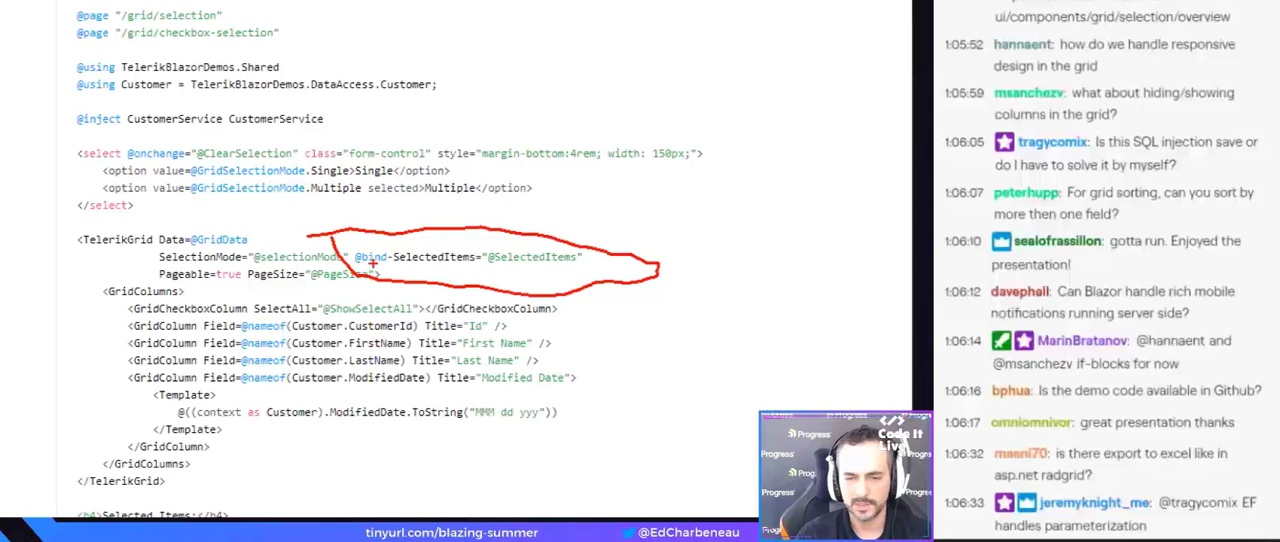 @page "/grid/selection"
@page "/grid/checkbox-selection"
@using TelerikBlazorDemos.Shared
@using Customer = TelerikBlazorDemos.DataAccess.Customer;
@inject CustomerService CustomerService
<select @onchange="@ClearSelection" class="form-control" style="margin-bottom:4rem; width: 150px;">
<option value=@GridSelectionMode.Single>Single</option>
<option value=@GridSelectionMode.Multiple selected>Multiple</option>
</select>
<TelerikGrid Data=@GridData
SelectionMode="@selectionMode" @bind-SelectedItems="@SelectedItems"
Pageable=true PageSize="@PageSize">
<GridColumns>
<GridCheckboxColumn SelectAll="@ShowSelectAll"></GridCheckboxColumn>
<GridColumn Field=@nameof(Customer.CustomerId) Title="Id" />
<GridColumn Field=@nameof(Customer.FirstName) Title="First Name" />
<GridColumn Field=@nameof(Customer.LastName) Title="Last Name" />
<GridColumn Field=@nameof(Customer.ModifiedDate) Title="Modified Date">
<Template>
@((context as Customer).ModifiedDate.ToString("MMM dd yyy"))
</Template>
</GridColumn>
</GridColumns>
</TelerikGrid>
<h4>Selected Items:</h4>
ui/components/grid/selection/overview
1:05:52 hannaent: how do we handle responsive
design in the grid
1:05:59 msanchezv: what about hiding/showing
columns in the grid?
1:06:05 tragycomix: Is this SQL injection save or
do I have to solve it by myself?
1:06:07 peterhupp: For grid sorting, can you sort by
more then one field?
1:06:10 sealofrassillon: gotta run. Enjoyed the
presentation!
1:06:12 davephall: Can Blazor handle rich mobile
notifications running server side?
1:06:14 MarinBratanov: @hannaent and
@msanchezv if-blocks for now
1:06:16 bphua: Is the demo code available in Github?
1:06:17 omniomnivor: great presentation thanks
1:06:32 : is there export to excel like in
asp.net radgrid?
1:06:33 jeremyknight_me: @tragycomix EF
handles parameterization
Progress
Progress
Progress
Progress
</> Code It Live
tinyurl.com/blazing-summer
@EdCharbeneau